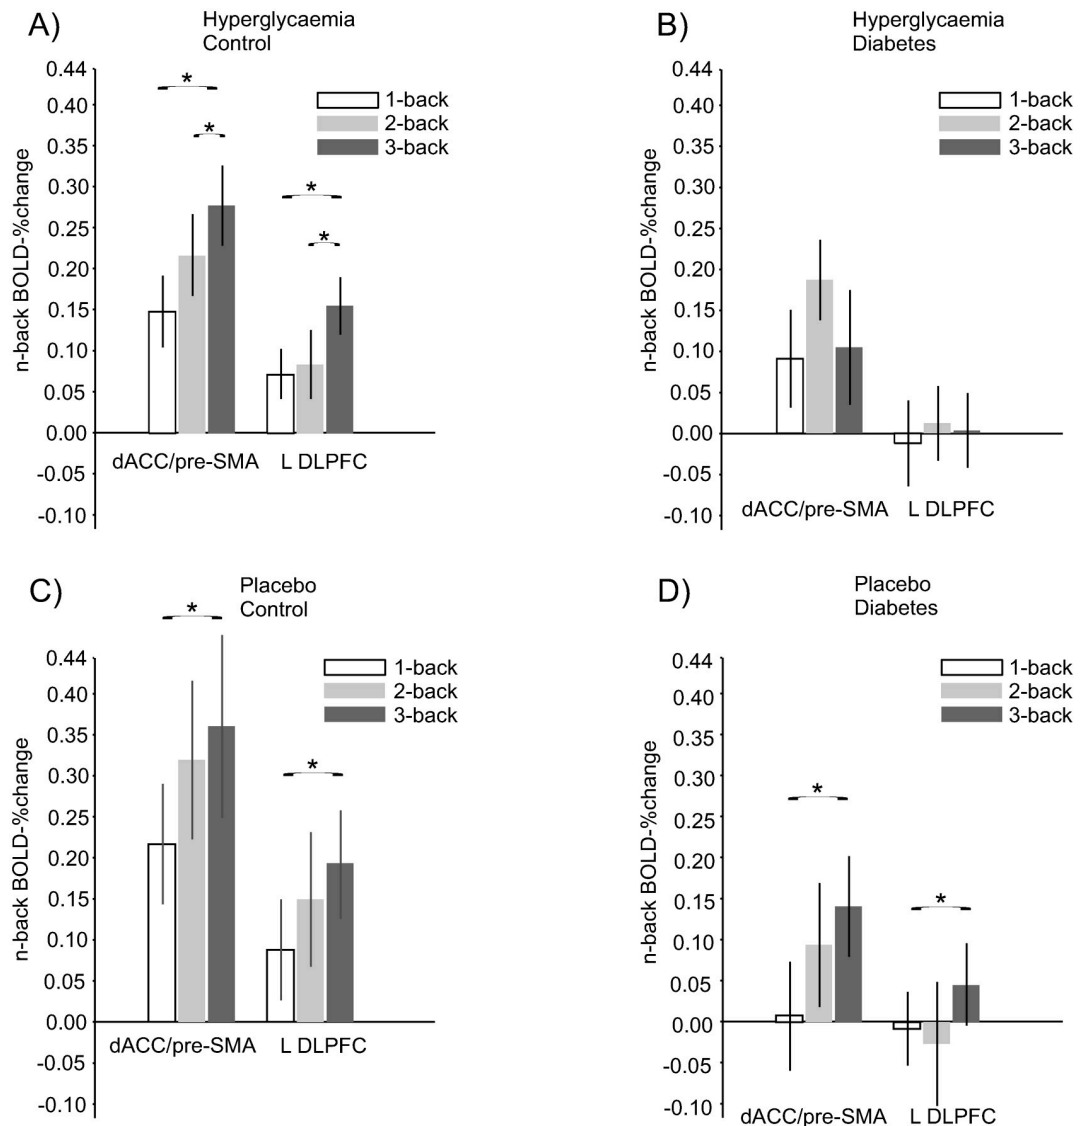 A)
Hyperglycaemia
Control
0.44
0.40
0.35
0.30
0.25
0.20
0.15
0.10
0.05
0.00
-0.05
-0.10
n-back BOLD-%change
1-back
2-back
3-back
*
*
*
*
dACC/pre-SMA
L DLPFC
B)
Hyperglycaemia
Diabetes
0.44
0.40
0.35
0.30
0.25
0.20
0.15
0.10
0.05
0.00
-0.05
-0.10
n-back BOLD-%change
1-back
2-back
3-back
dACC/pre-SMA
L DLPFC
C)
Placebo
Control
0.44
0.40
0.35
0.30
0.25
0.20
0.15
0.10
0.05
0.00
-0.05
-0.10
n-back BOLD-%change
1-back
2-back
3-back
*
*
dACC/pre-SMA
L DLPFC
D)
Placebo
Diabetes
0.44
0.40
0.35
0.30
0.25
0.20
0.15
0.10
0.05
0.00
-0.05
-0.10
n-back BOLD-%change
1-back
2-back
3-back
*
*
dACC/pre-SMA
L DLPFC